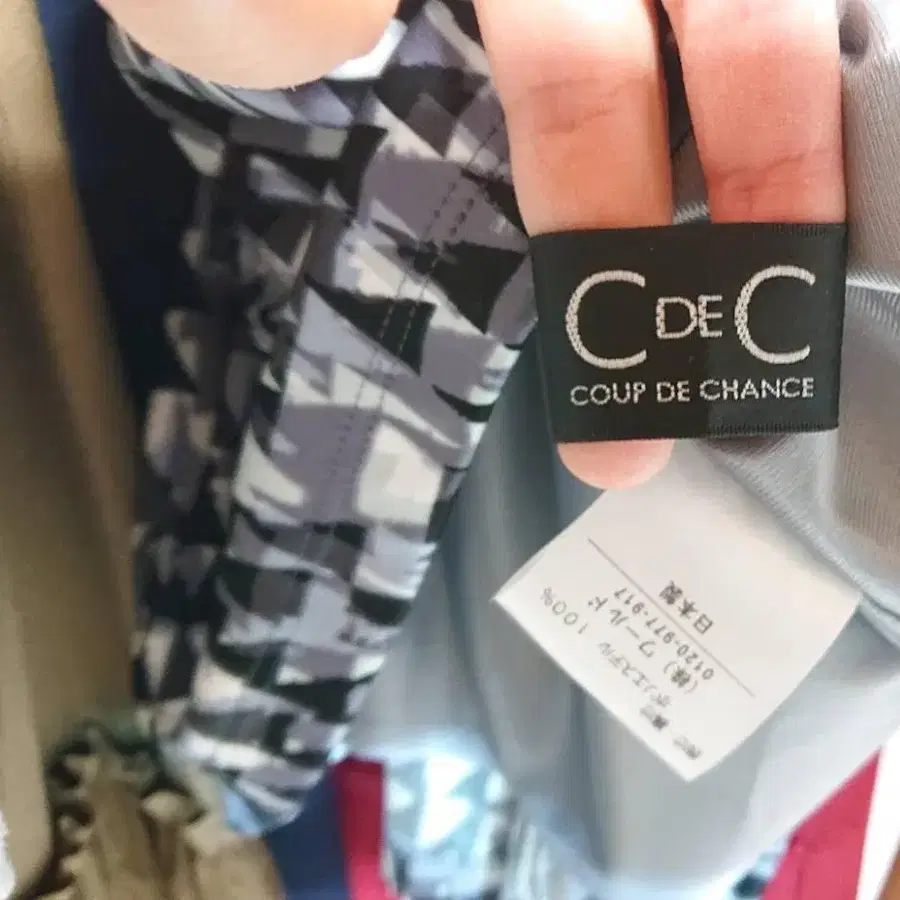 C DE C
COUP DE CHANCE
ポリエステル 100%
(株) ワールド
0120-977-917
日本製